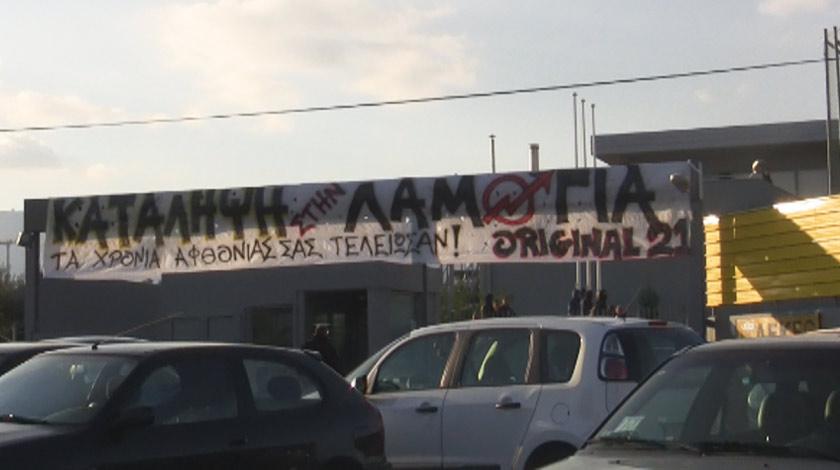 ΚΑΤΑΛΗΨΗ ΣΤΗΝ ΛΑΜΟΓΙΑ
ΤΑ ΧΡΟΝΙΑ ΑΦΘΟΝΙΑΣ ΣΑΣ ΤΕΛΕΙΩΣΑΝ! ORIGINAL 21